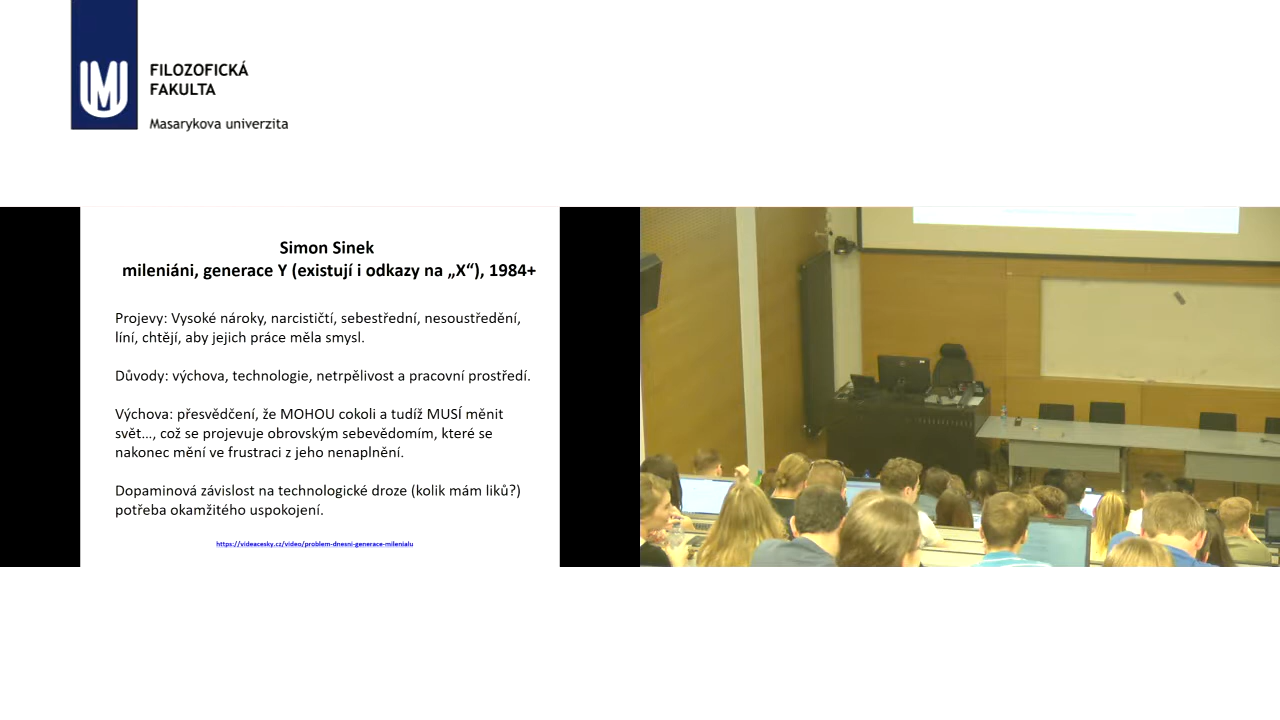 FILOZOFICKÁ
FAKULTA
Masarykova univerzita
Simon Sinek
mileniáni, generace Y (existují i odkazy na „X“), 1984+
Projevy: Vysoké nároky, narcističtí, sebestřední, nesoustředění,
líní, chtějí, aby jejich práce měla smysl.
Důvody: výchova, technologie, netrpělivost a pracovní prostředí.
Výchova: přesvědčení, že MOHOU cokoli a tudíž MUSÍ měnit
svět…, což se projevuje obrovským sebevědomím, které se
nakonec mění ve frustraci z jeho nenaplnění.
Dopaminová závislost na technologické droze (kolik mám liků?)
potřeba okamžitého uspokojení.
https://videacesky.cz/video/problem-dnesni-generace-milenialu